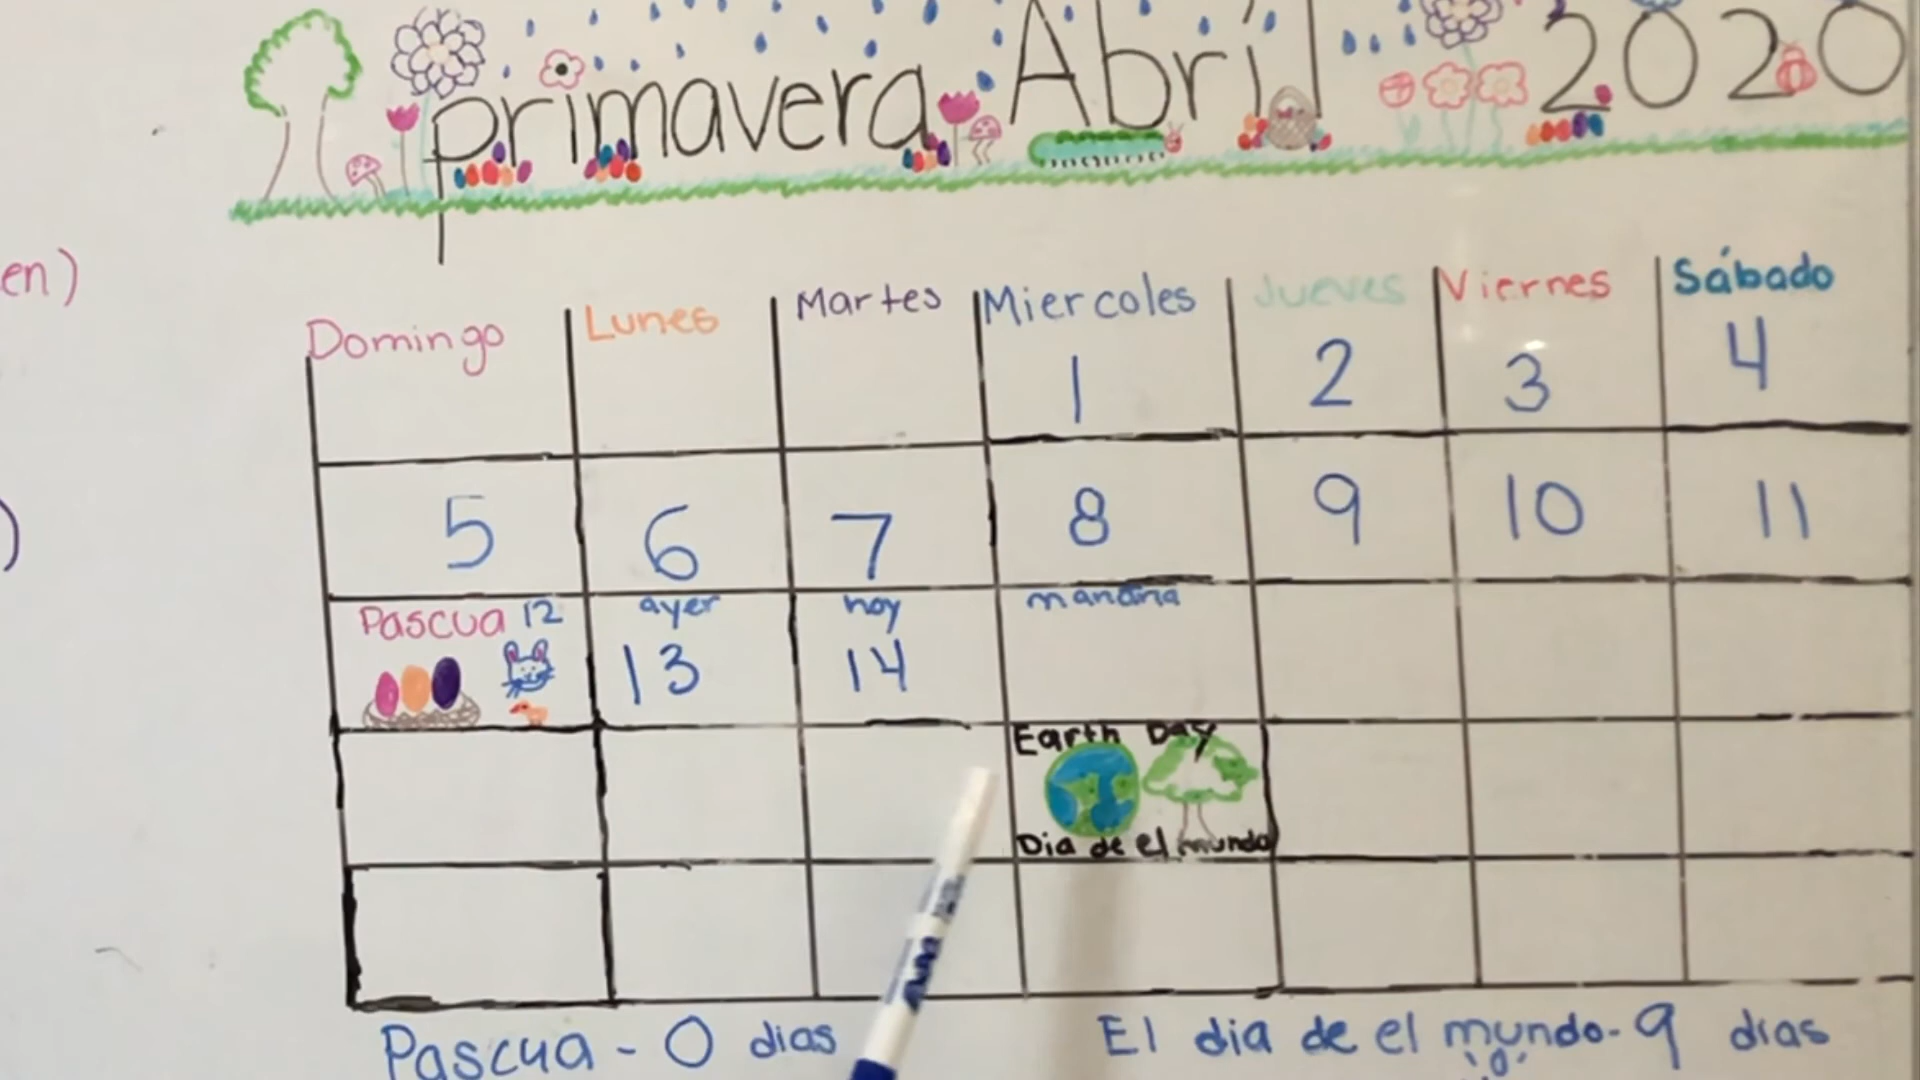 primavera Abril 2020
en)
)
Domingo Lunes Martes Miercoles Jueves Viernes Sábado
1 2 3 4
5 6 7 8 9 10 11
Pascua 12 ayer hoy manana
13 14
Earth Day
Dia de el mundo
Pascua - 0 dias El dia de el mundo - 9 dias